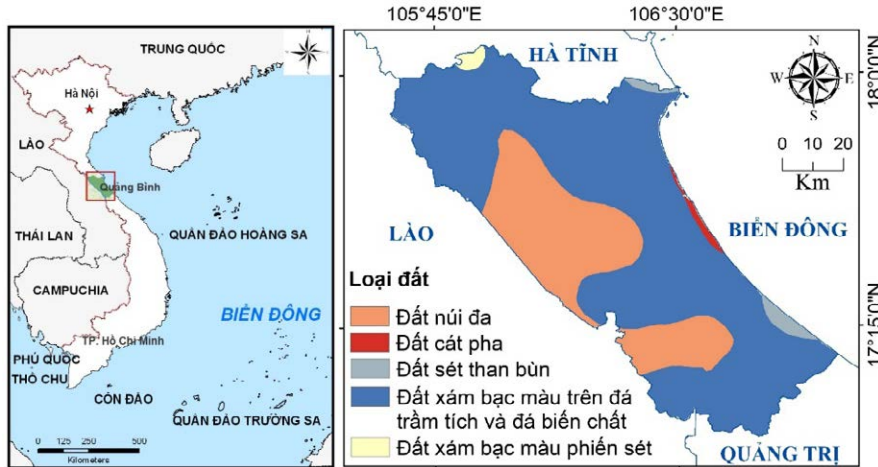 TRUNG QUỐC
N
Hà Nội
LÀO
Quảng Bình
THÁI LAN
QUẦN ĐẢO HOÀNG SA
CAMPUCHIA
BIỂN ĐÔNG
TP. Hồ Chí Minh
PHÚ QUỐC
THỔ CHU
CÔN ĐẢO
QUẦN ĐẢO TRƯỜNG SA
0 125 250 500
Kilometers
105°45'0"E 106°30'0"E
HÀ TĨNH
N
W E
S
18°0'0"N
0 10 20
Km
LÀO
BIỂN ĐÔNG
Loại đất
Đất núi đa
Đất cát pha
Đất sét than bùn
Đất xám bạc màu trên đá
trầm tích và đá biến chất
Đất xám bạc màu phiến sét
17°15'0"N
QUẢNG TRỊ